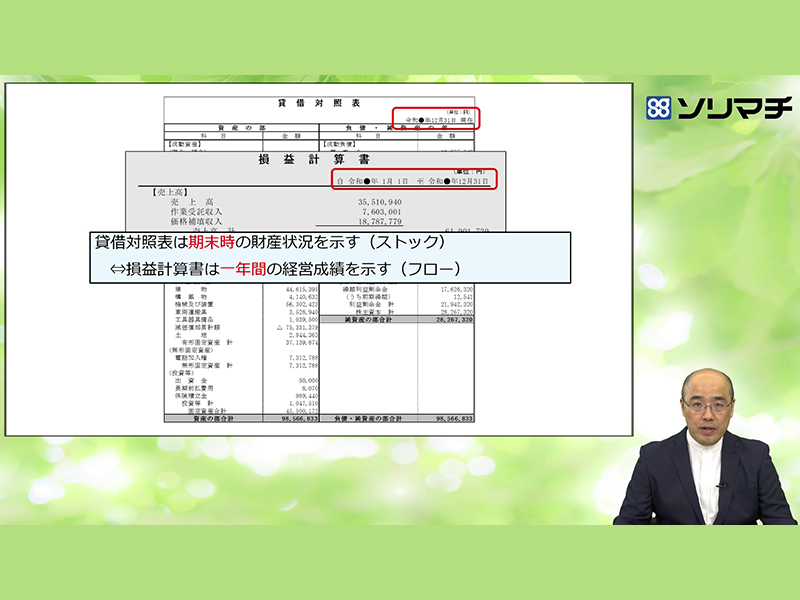 ソリマチ
貸 借 対 照 表
(単位:円)
令和●年12月31日 現在
資 産 の 部
負 債 ・ 純 資 産 の 部
科 目 金 額 科 目 金 額
【流動資産】 【流動負債】
損 益 計 算 書
(単位:円)
自 令和●年 1月 1日 至 令和●年12月31日
【売上高】
売 上 高 35,510,940
作業受託収入 7,603,001
価格補填収入 18,787,779
貸借対照表は期末時の財産状況を示す(ストック)
⇔損益計算書は一年間の経営成績を示す(フロー)
建 物 44,615,395 繰越利益剰余金 17,626,320
構 築 物 4,140,632 (うち前期繰越) 12,541
機械及び装置 56,302,423 利益剰余金 計 21,942,320
車両運搬具 3,528,940 株主資本 計 28,267,320
工具器具備品 1,039,500 純資産の部合計 28,267,320
減価償却累計額 △ 75,331,379
土 地 2,844,363
有形固定資産 計 37,139,874
(無形固定資産)
電話加入権 7,312,788
無形固定資産 計 7,312,788
(投資等)
出 資 金 50,000
長期前払費用 8,070
保険積立金 989,440
投資等 計 1,047,510
固定資産合計 45,500,172
資産の部合計 98,566,833 負債・純資産の部合計 98,566,833